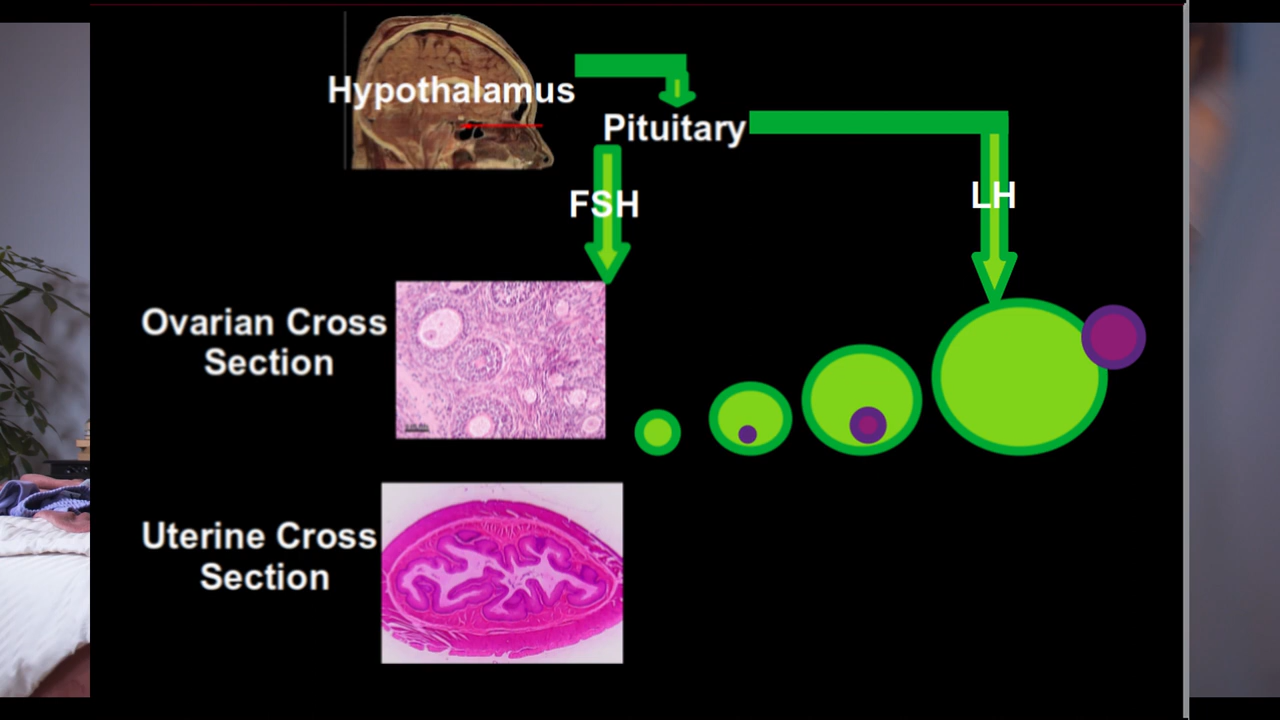 Hypothalamus
Pituitary
FSH
LH
Ovarian Cross
Section
Uterine Cross
Section